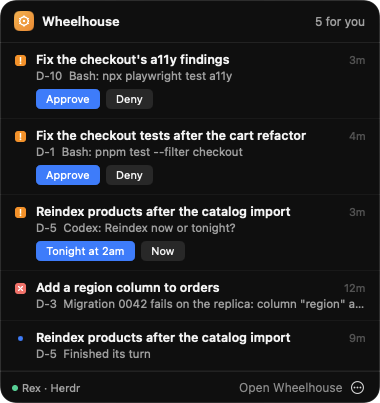 Wheelhouse 5 for you
Fix the checkout's a11y findings 3m
D-10 Bash: npx playwright test a11y
Approve Deny
Fix the checkout tests after the cart refactor 4m
D-1 Bash: pnpm test --filter checkout
Approve Deny
Reindex products after the catalog import 3m
D-5 Codex: Reindex now or tonight?
Tonight at 2am Now
Add a region column to orders 12m
D-3 Migration 0042 fails on the replica: column "region" a...
Reindex products after the catalog import 9m
D-5 Finished its turn
Rex · Herdr Open Wheelhouse